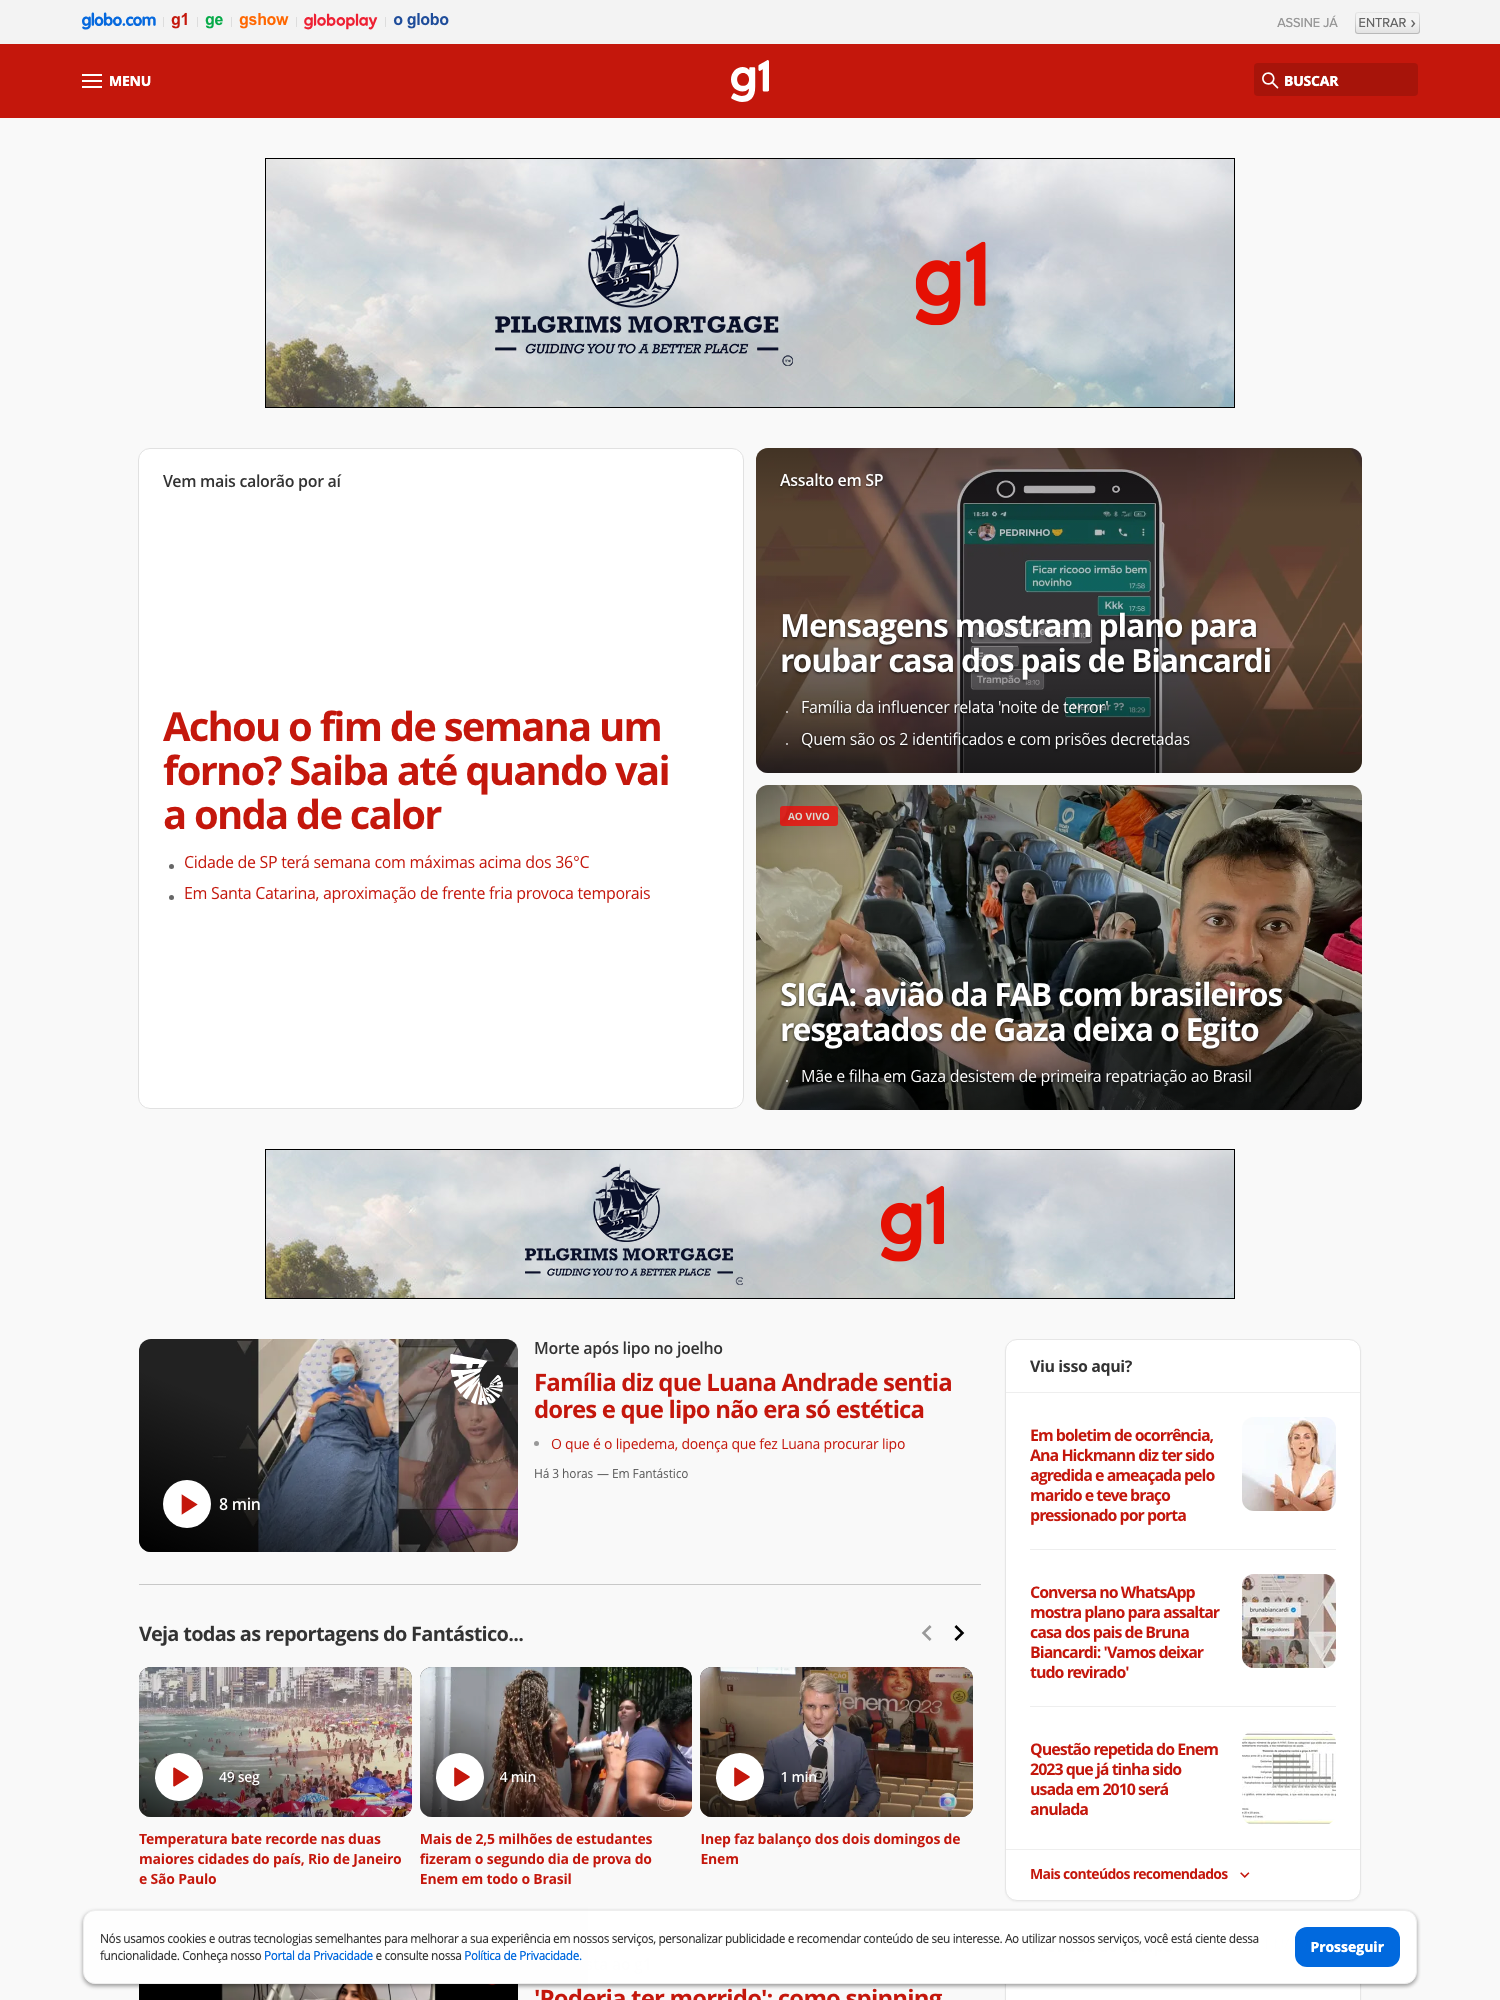 globo.com g1 ge gshow globoplay o globo
ASSINE JÁ ENTRAR ›
MENU
g1
BUSCAR
PILGRIMS MORTGAGE
GUIDING YOU TO A BETTER PLACE
g1
Vem mais calorão por aí
Achou o fim de semana um
forno? Saiba até quando vai
a onda de calor
• Cidade de SP terá semana com máximas acima dos 36°C
• Em Santa Catarina, aproximação de frente fria provoca temporais
Assalto em SP
18:58
PEDRINHO
Ficar ricooo irmão bem
novinho 17:58
Kkk 17:58
Mensagens mostram plano para
roubar casa dos pais de Biancardi
Trampão 18:10
Família da influencer relata 'noite de terror'
?? 18:29
Quem são os 2 identificados e com prisões decretadas
AO VIVO
SIGA: avião da FAB com brasileiros
resgatados de Gaza deixa o Egito
Mãe e filha em Gaza desistem de primeira repatriação ao Brasil
PILGRIMS MORTGAGE
GUIDING YOU TO A BETTER PLACE
g1
8 min
Morte após lipo no joelho
Família diz que Luana Andrade sentia
dores e que lipo não era só estética
• O que é o lipedema, doença que fez Luana procurar lipo
Há 3 horas — Em Fantástico
Veja todas as reportagens do Fantástico...
49 seg
Temperatura bate recorde nas duas
maiores cidades do país, Rio de Janeiro
e São Paulo
4 min
Mais de 2,5 milhões de estudantes
fizeram o segundo dia de prova do
Enem em todo o Brasil
enem2023
1 min
Inep faz balanço dos dois domingos de
Enem
Viu isso aqui?
Em boletim de ocorrência,
Ana Hickmann diz ter sido
agredida e ameaçada pelo
marido e teve braço
pressionado por porta
Conversa no WhatsApp
mostra plano para assaltar
casa dos pais de Bruna
Biancardi: 'Vamos deixar
tudo revirado'
brunabiancardi
9 mi seguidores
Questão repetida do Enem
2023 que já tinha sido
usada em 2010 será
anulada
Mais conteúdos recomendados
Nós usamos cookies e outras tecnologias semelhantes para melhorar a sua experiência em nossos serviços, personalizar publicidade e recomendar conteúdo de seu interesse. Ao utilizar nossos serviços, você está ciente dessa
funcionalidade. Conheça nosso Portal da Privacidade e consulte nossa Política de Privacidade.
Prosseguir
'Poderia ter morrido': como spinning